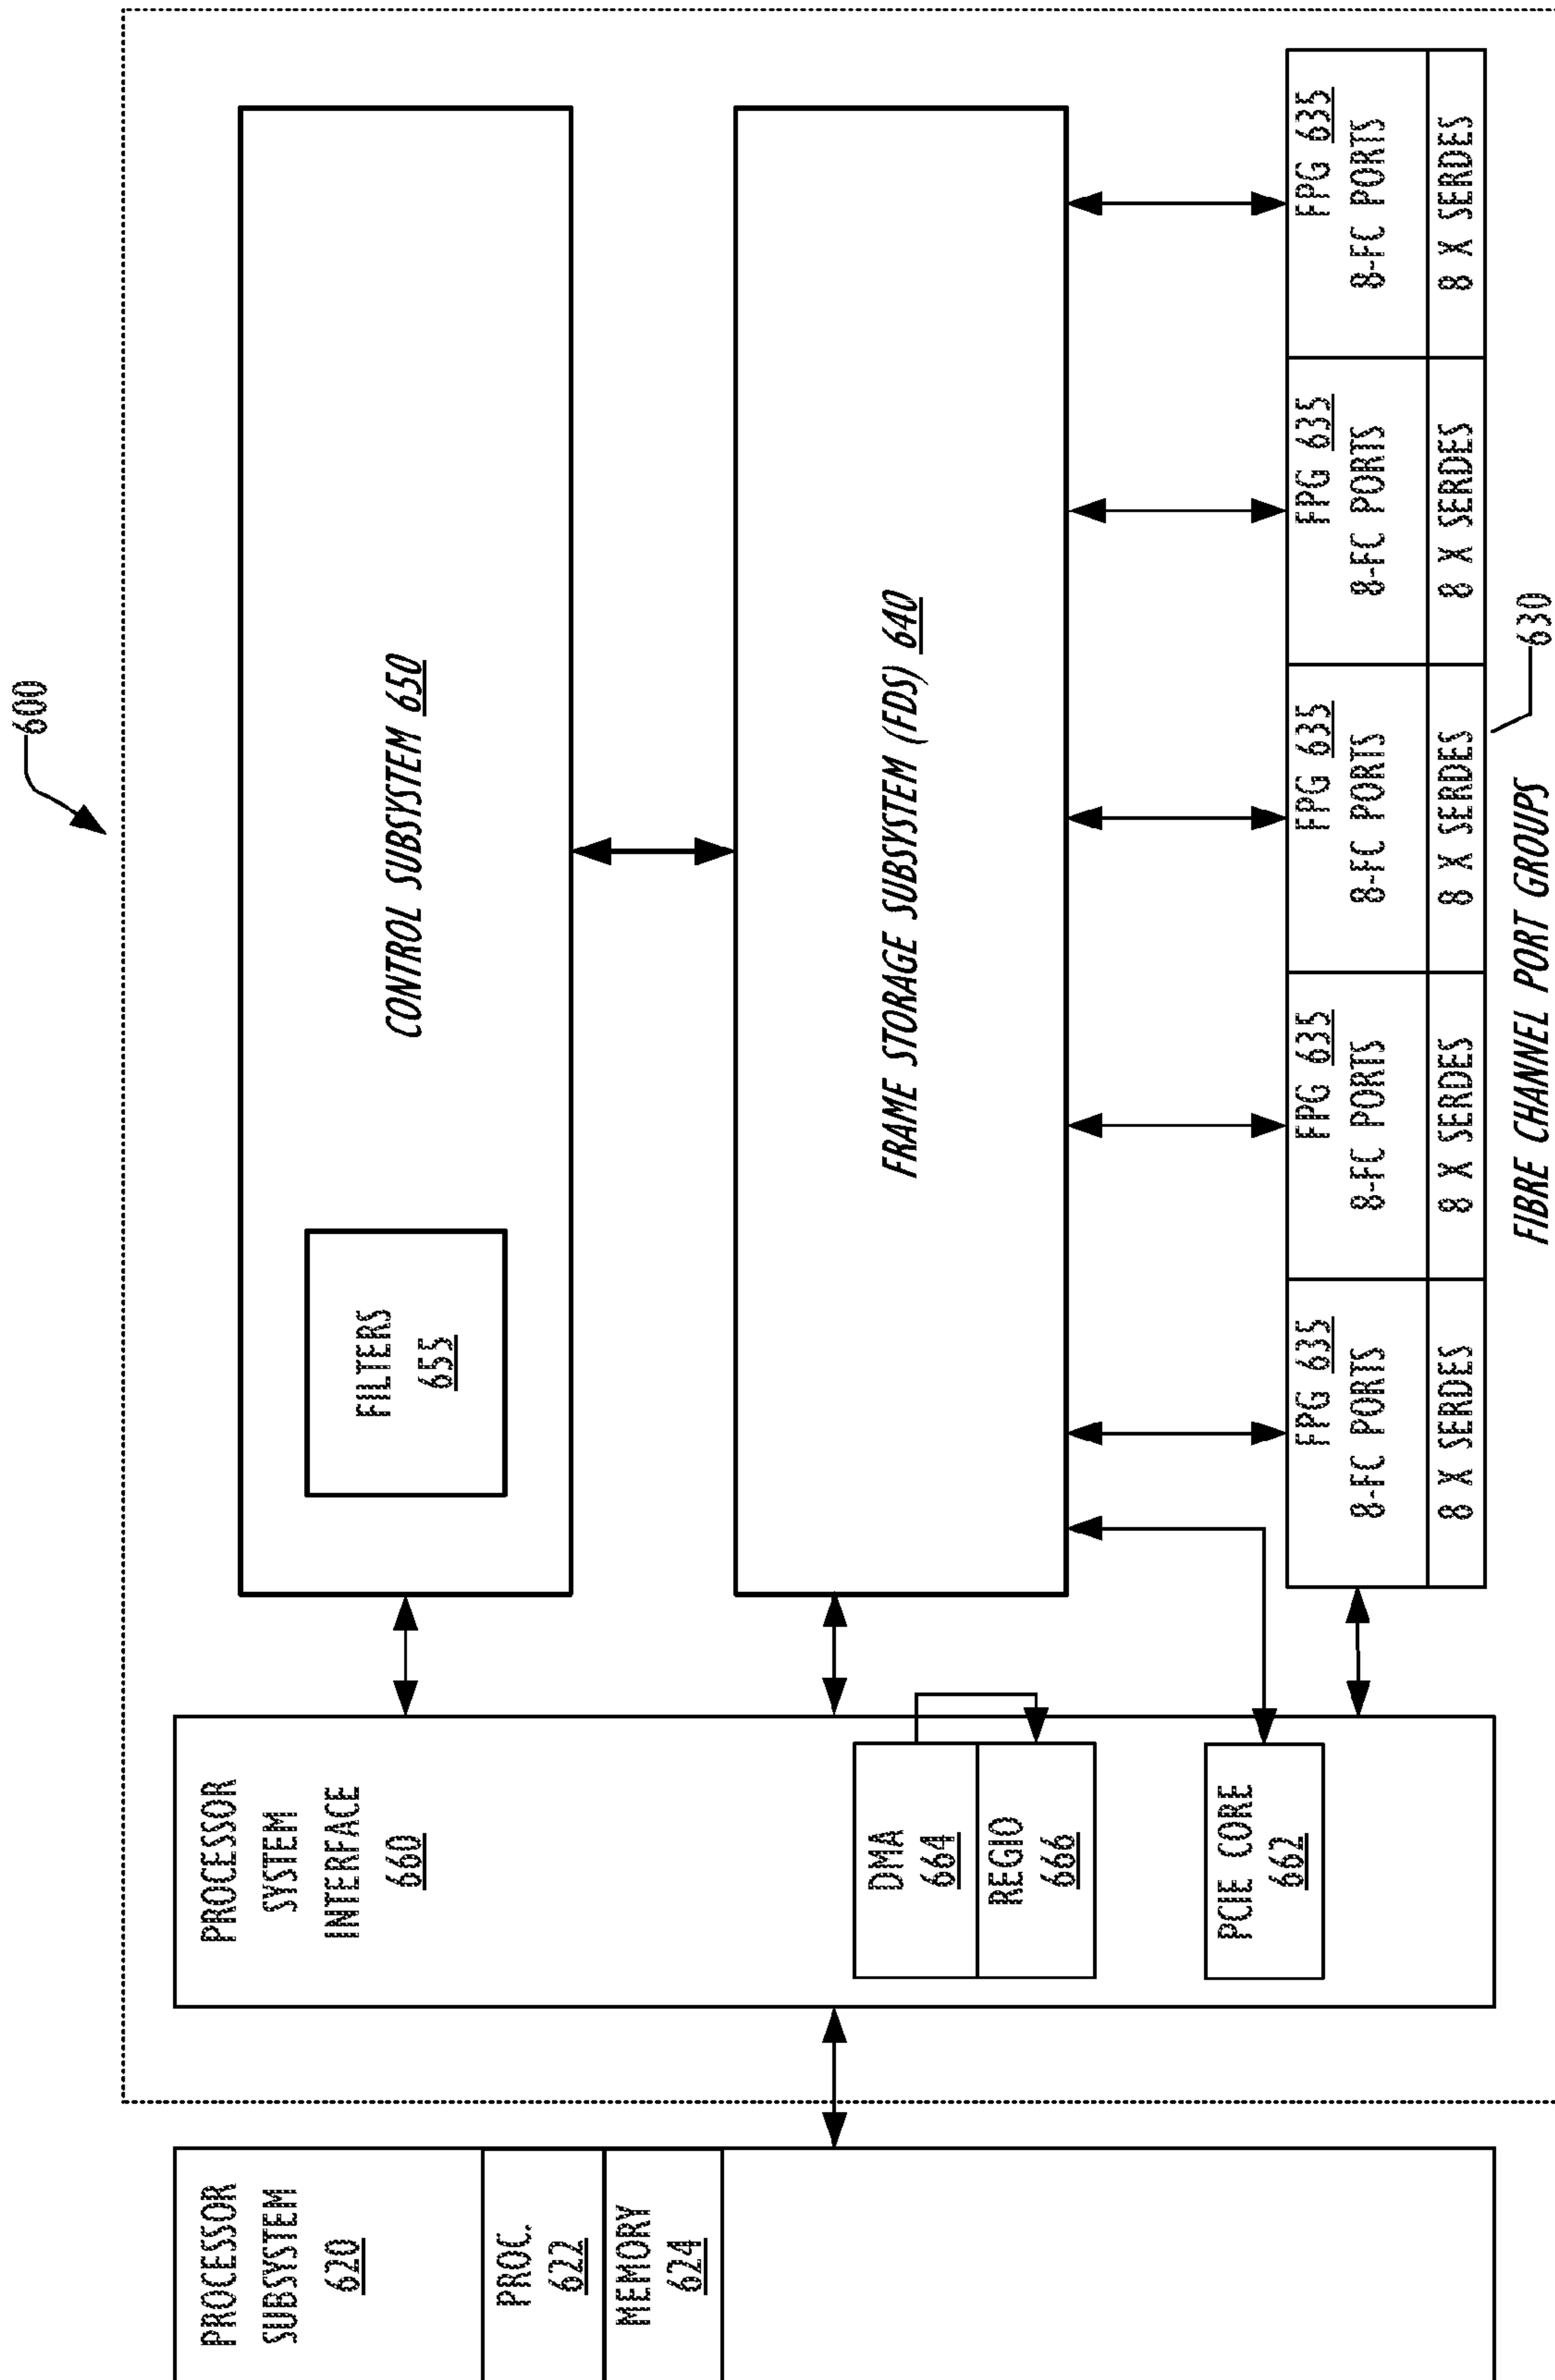 600
PROCESSOR
SUBSYSTEM
620
PROC.
622
MEMORY
624
PROCESSOR
SYSTEM
INTERFACE
660
DMA
664
REGIO
666
PCIE CORE
662
FILTERS
655
CONTROL SUBSYSTEM 650
FRAME STORAGE SUBSYSTEM (FDS) 640
FPG 635
8-FC PORTS
8 X SERDES
FPG 635
8-FC PORTS
8 X SERDES
FPG 635
8-FC PORTS
8 X SERDES
FPG 635
8-FC PORTS
8 X SERDES
FPG 635
8-FC PORTS
8 X SERDES
FIBRE CHANNEL PORT GROUPS
630